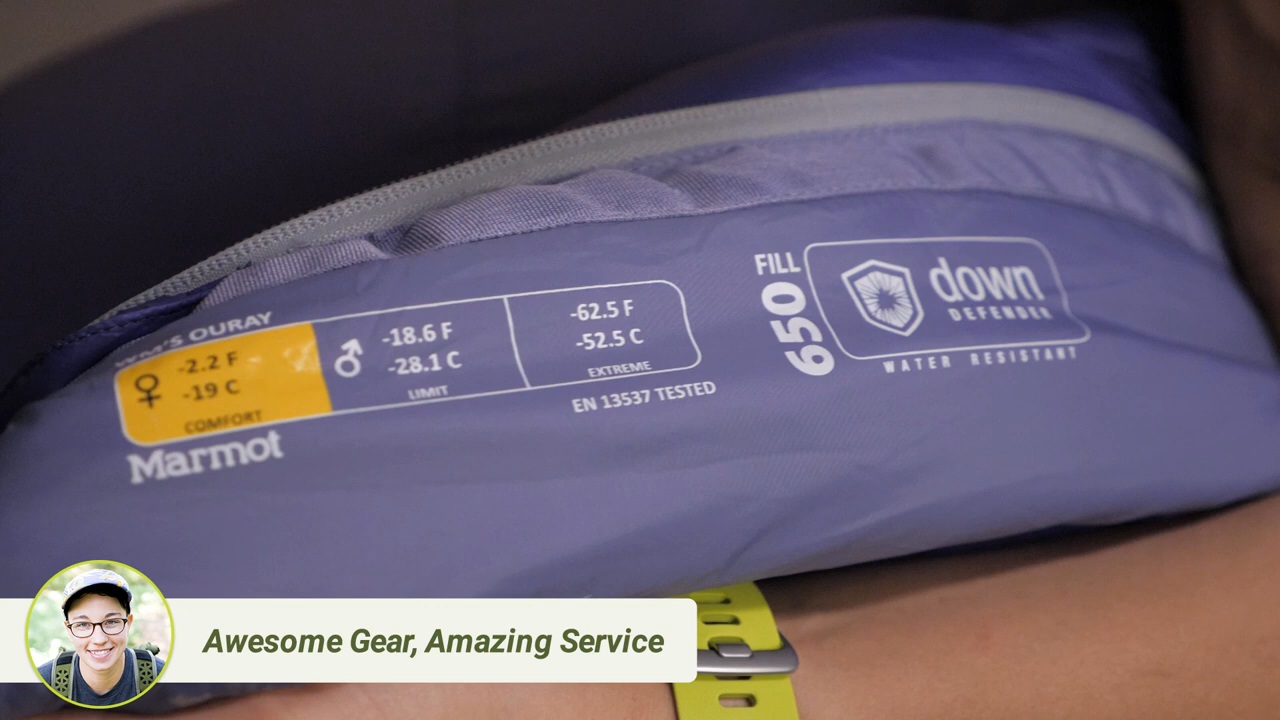 WM'S OURAY
♀ -2.2 F
-19 C
COMFORT
♂ -18.6 F
-28.1 C
LIMIT
-62.5 F
-52.5 C
EXTREME
EN 13537 TESTED
Marmot
650 FILL
down
DEFENDER
WATER RESISTANT
Awesome Gear, Amazing Service